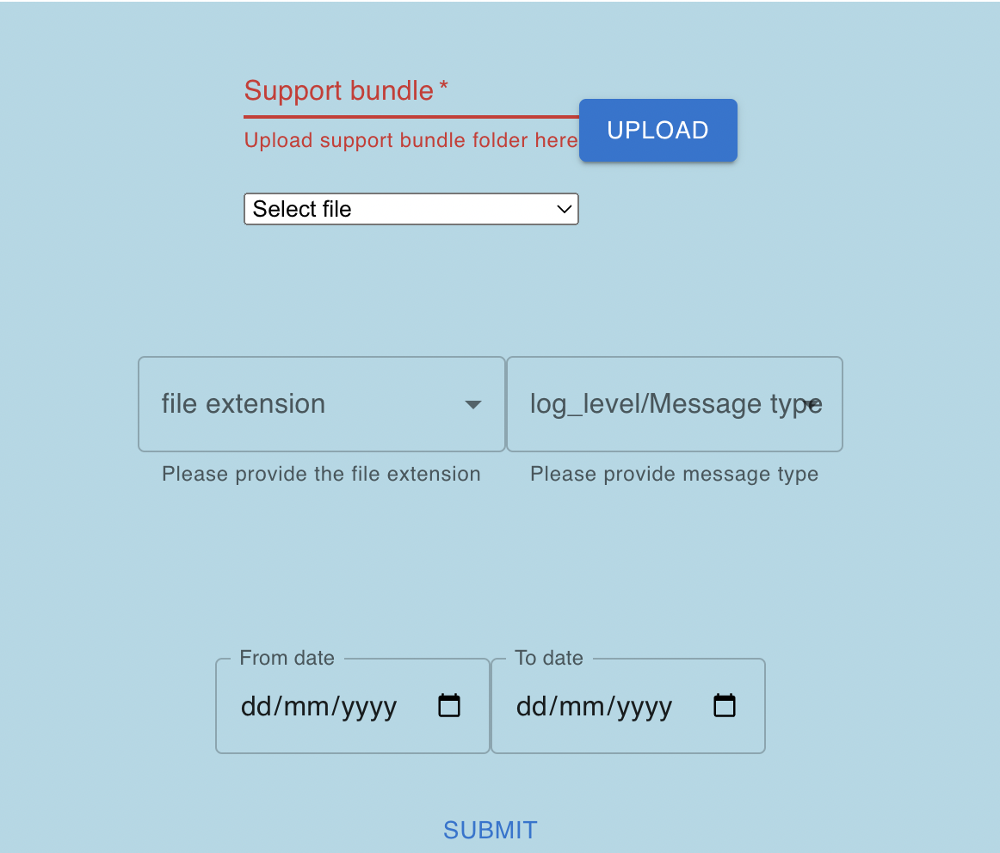 Support bundle *
UPLOAD
Upload support bundle folder here
Select file
file extension
log_level/Message type
Please provide the file extension
Please provide message type
From date
To date
dd/mm/yyyy
dd/mm/yyyy
SUBMIT